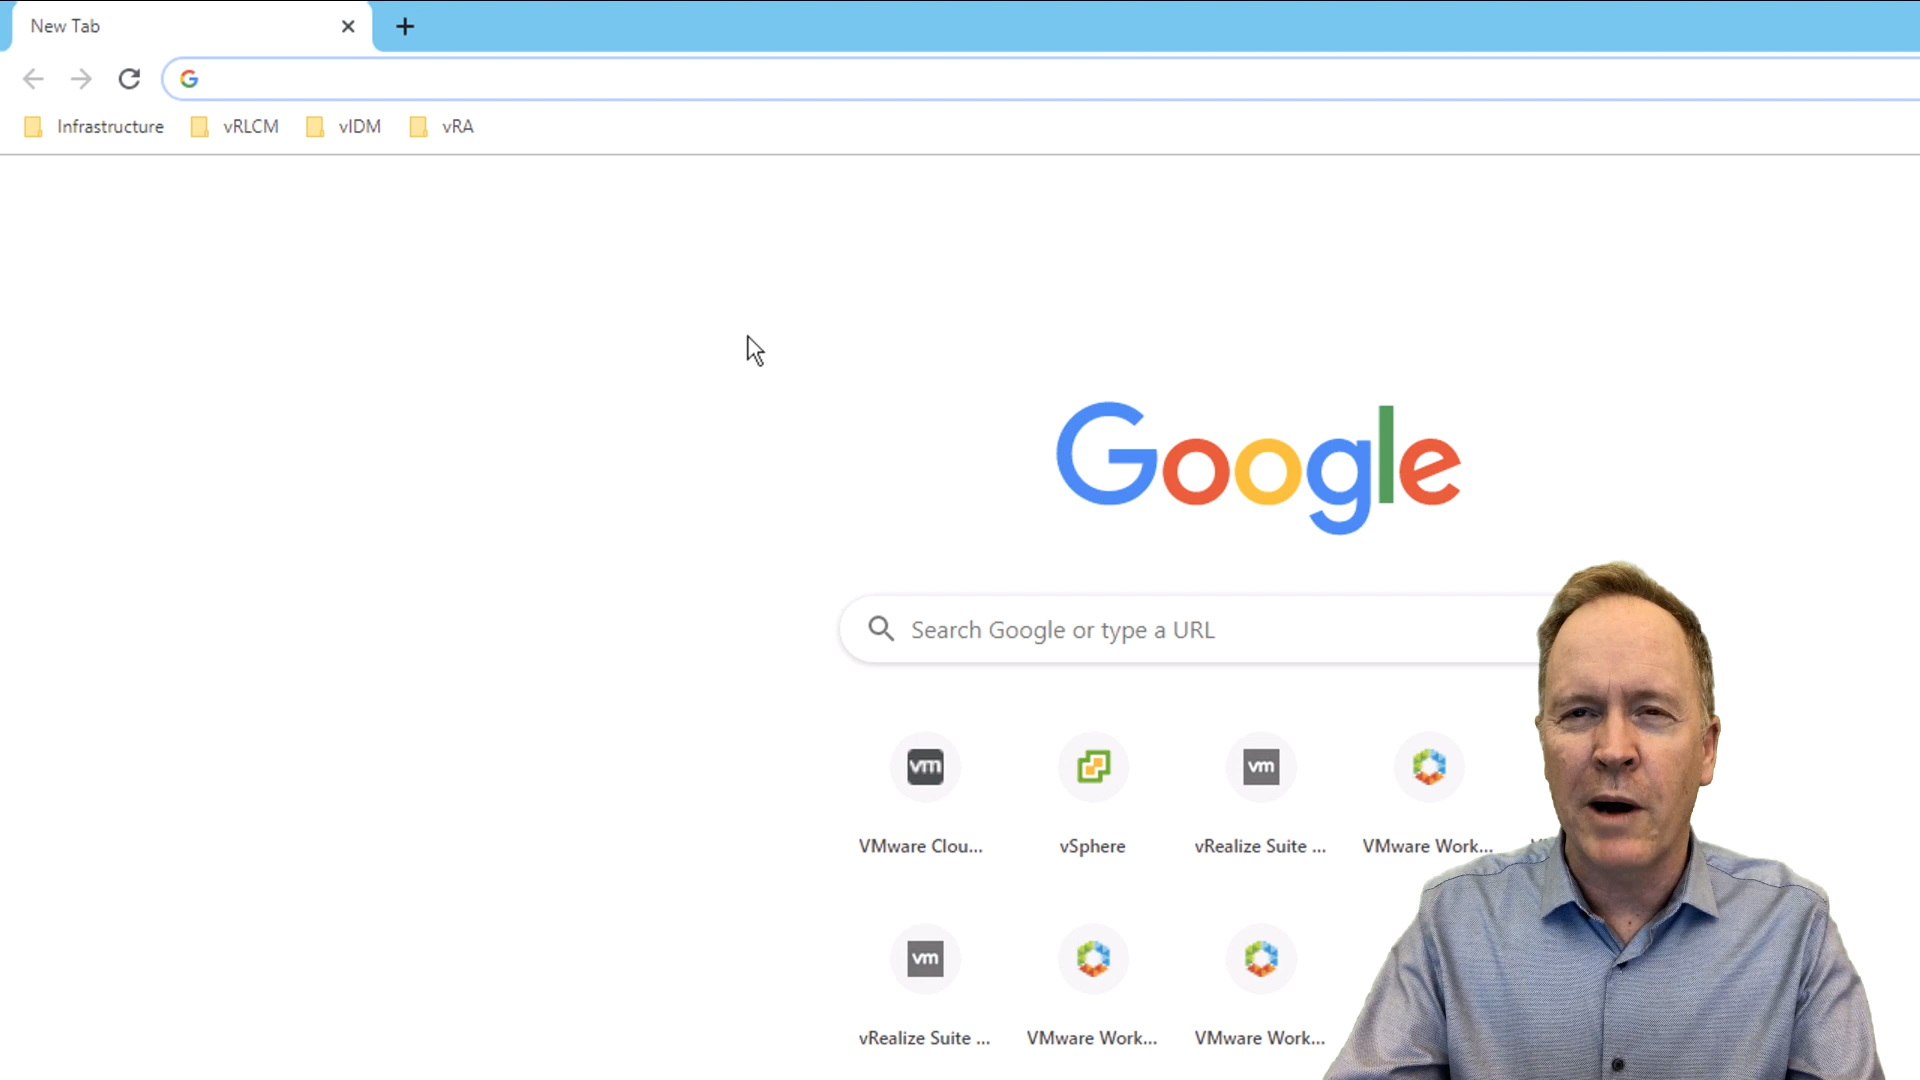 New Tab
Infrastructure vRLCM vIDM vRA
Google
Search Google or type a URL
vm vm
VMware Clou... vSphere vRealize Suite ... VMware Work...
vm
vRealize Suite ... VMware Work... VMware Work...